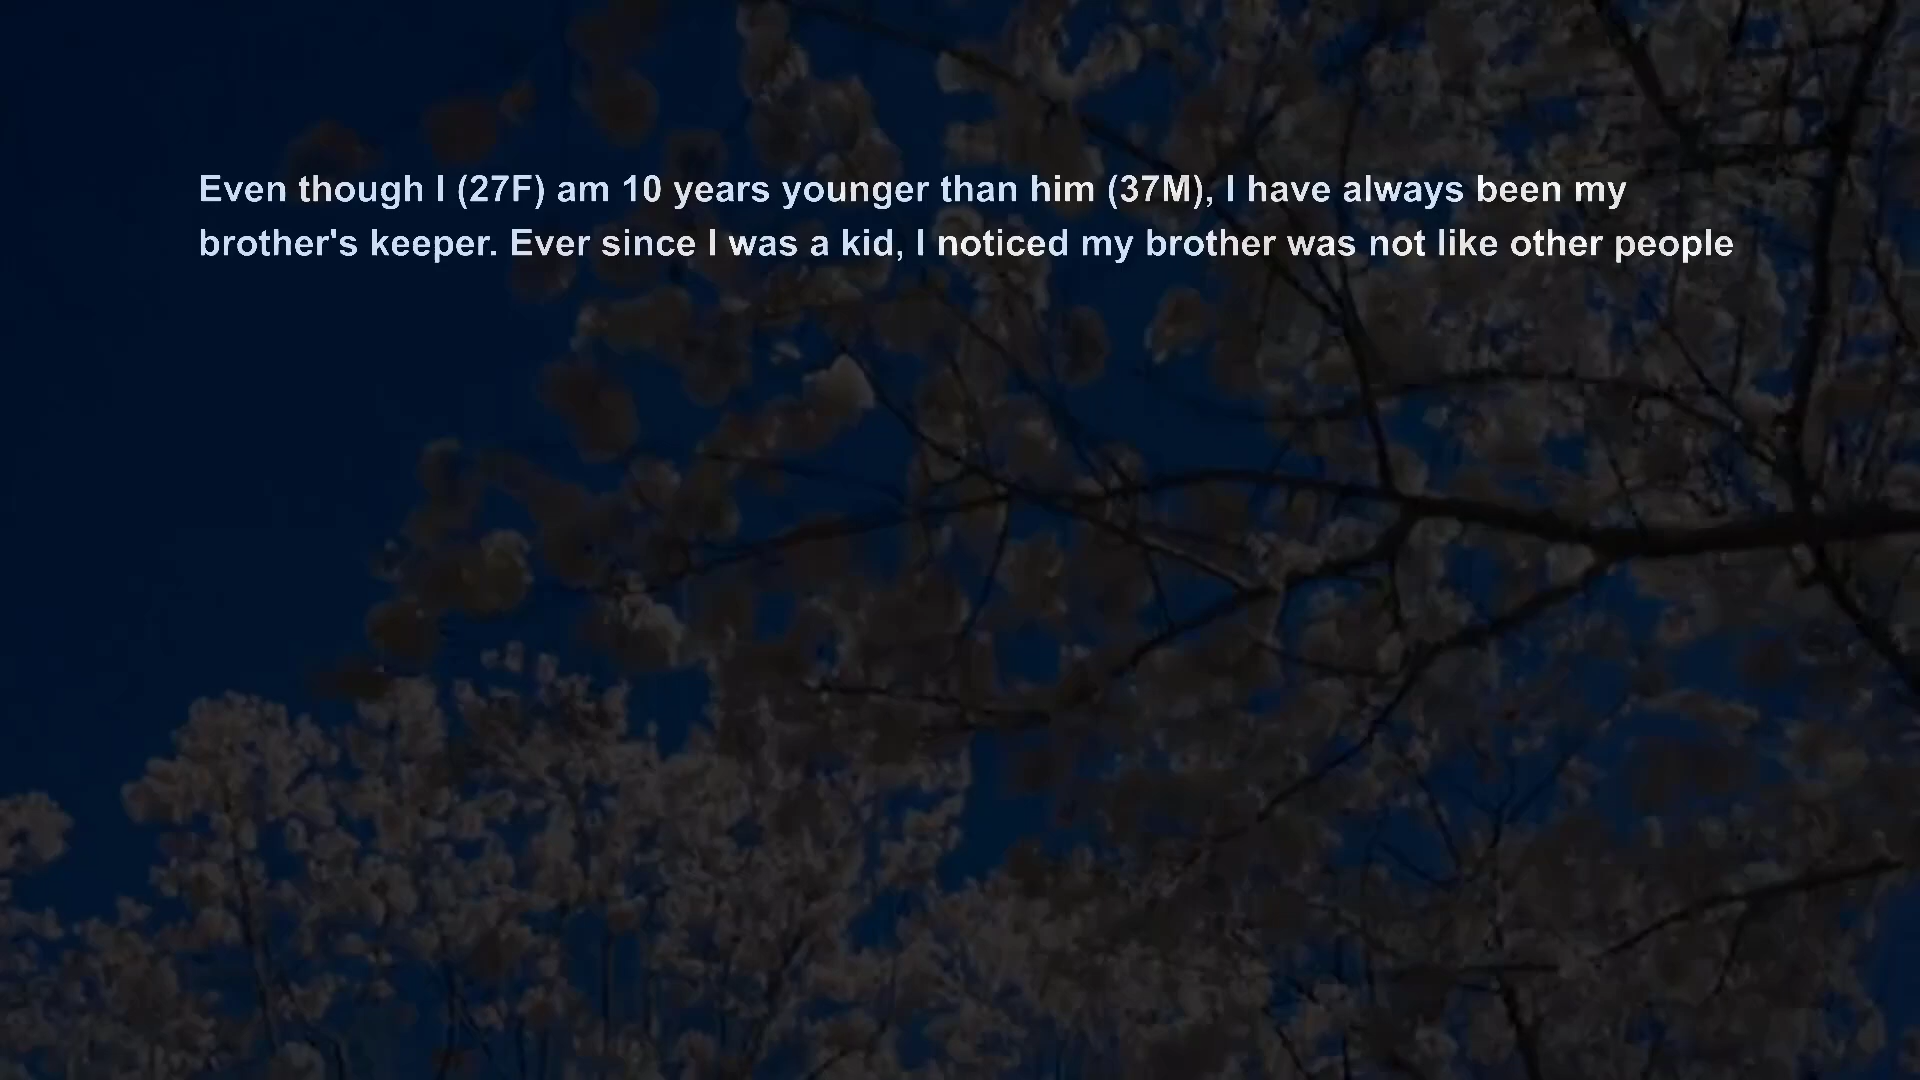 Even though I (27F) am 10 years younger than him (37M), I have always been my
brother's keeper. Ever since I was a kid, I noticed my brother was not like other people